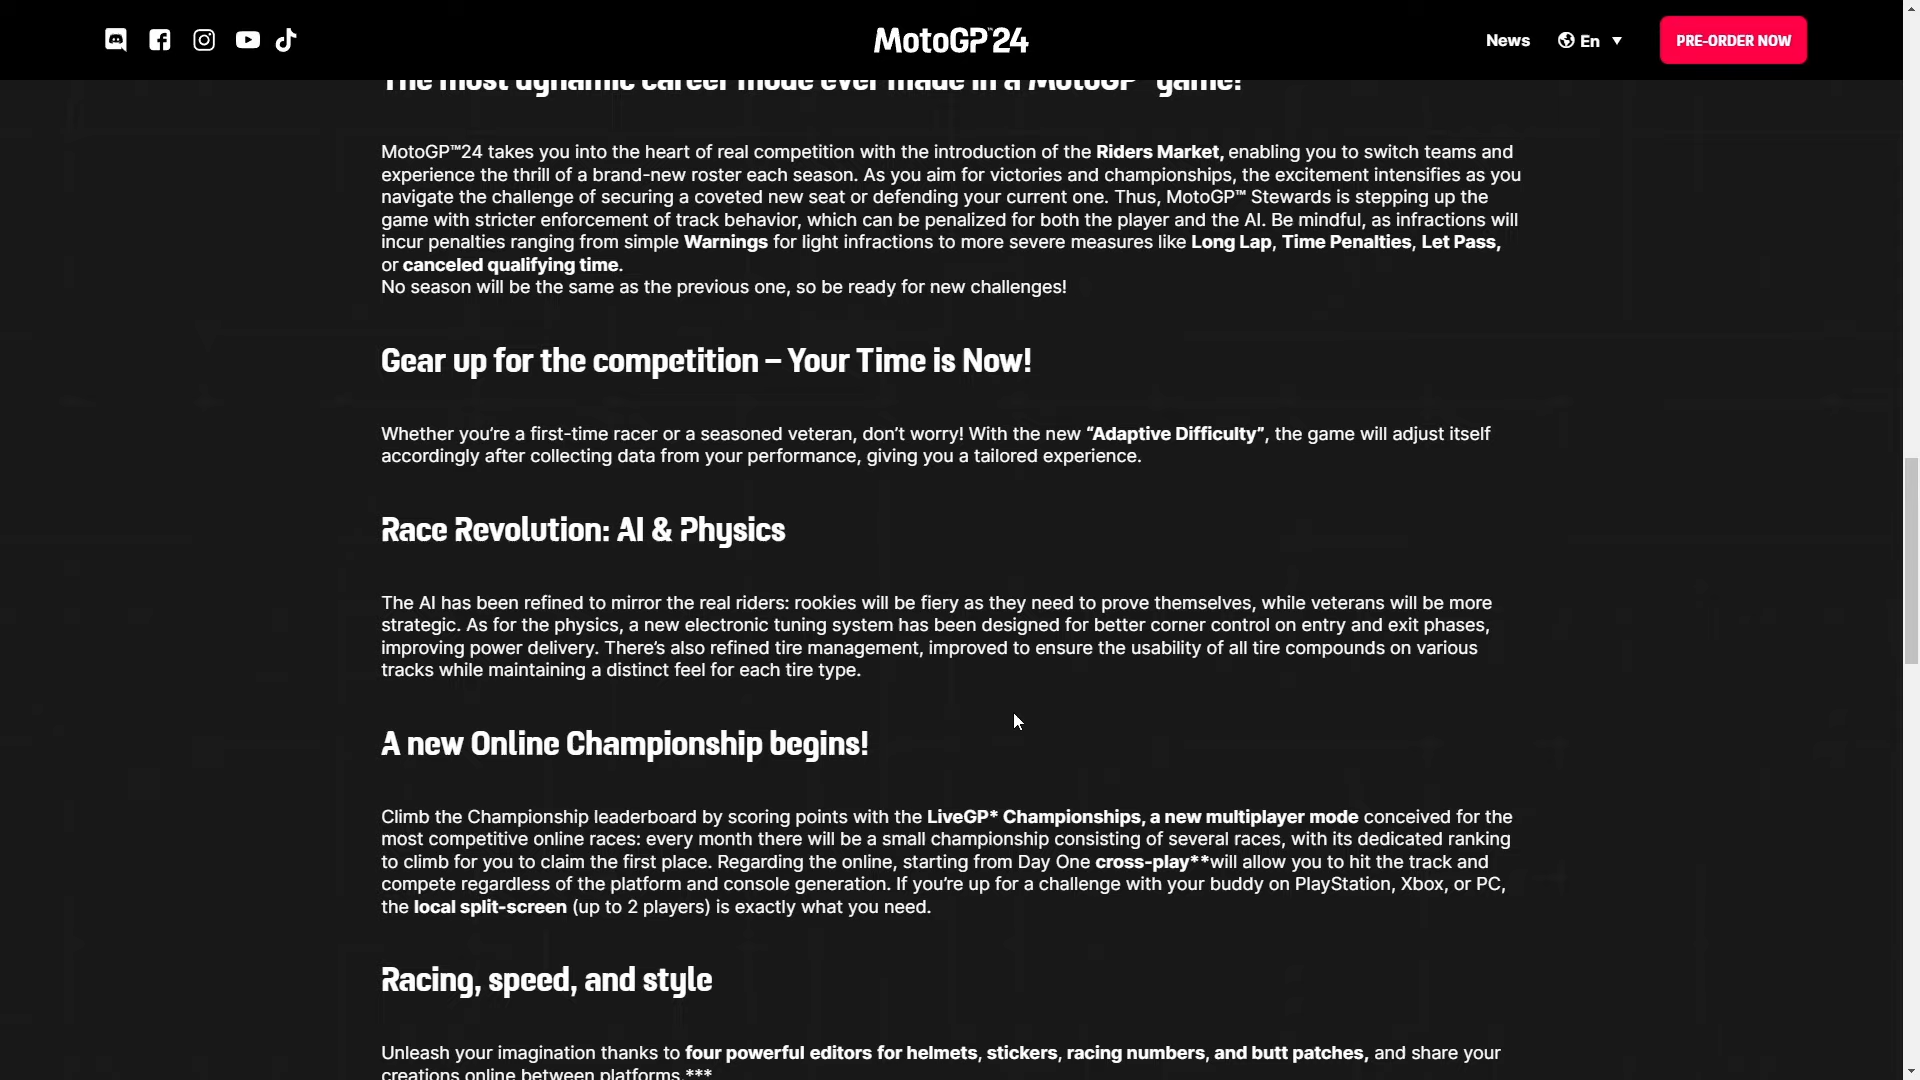 MotoGP™24
News
En
PRE-ORDER NOW
The most dynamic career mode ever made in a MotoGP™ game!
MotoGP™24 takes you into the heart of real competition with the introduction of the Riders Market, enabling you to switch teams and
experience the thrill of a brand-new roster each season. As you aim for victories and championships, the excitement intensifies as you
navigate the challenge of securing a coveted new seat or defending your current one. Thus, MotoGP™ Stewards is stepping up the
game with stricter enforcement of track behavior, which can be penalized for both the player and the AI. Be mindful, as infractions will
incur penalties ranging from simple Warnings for light infractions to more severe measures like Long Lap, Time Penalties, Let Pass,
or canceled qualifying time.
No season will be the same as the previous one, so be ready for new challenges!
Gear up for the competition – Your Time is Now!
Whether you’re a first-time racer or a seasoned veteran, don’t worry! With the new “Adaptive Difficulty”, the game will adjust itself
accordingly after collecting data from your performance, giving you a tailored experience.
Race Revolution: AI & Physics
The AI has been refined to mirror the real riders: rookies will be fiery as they need to prove themselves, while veterans will be more
strategic. As for the physics, a new electronic tuning system has been designed for better corner control on entry and exit phases,
improving power delivery. There’s also refined tire management, improved to ensure the usability of all tire compounds on various
tracks while maintaining a distinct feel for each tire type.
A new Online Championship begins!
Climb the Championship leaderboard by scoring points with the LiveGP* Championships, a new multiplayer mode conceived for the
most competitive online races: every month there will be a small championship consisting of several races, with its dedicated ranking
to climb for you to claim the first place. Regarding the online, starting from Day One cross-play**will allow you to hit the track and
compete regardless of the platform and console generation. If you’re up for a challenge with your buddy on PlayStation, Xbox, or PC,
the local split-screen (up to 2 players) is exactly what you need.
Racing, speed, and style
Unleash your imagination thanks to four powerful editors for helmets, stickers, racing numbers, and butt patches, and share your
creations online between platforms.***